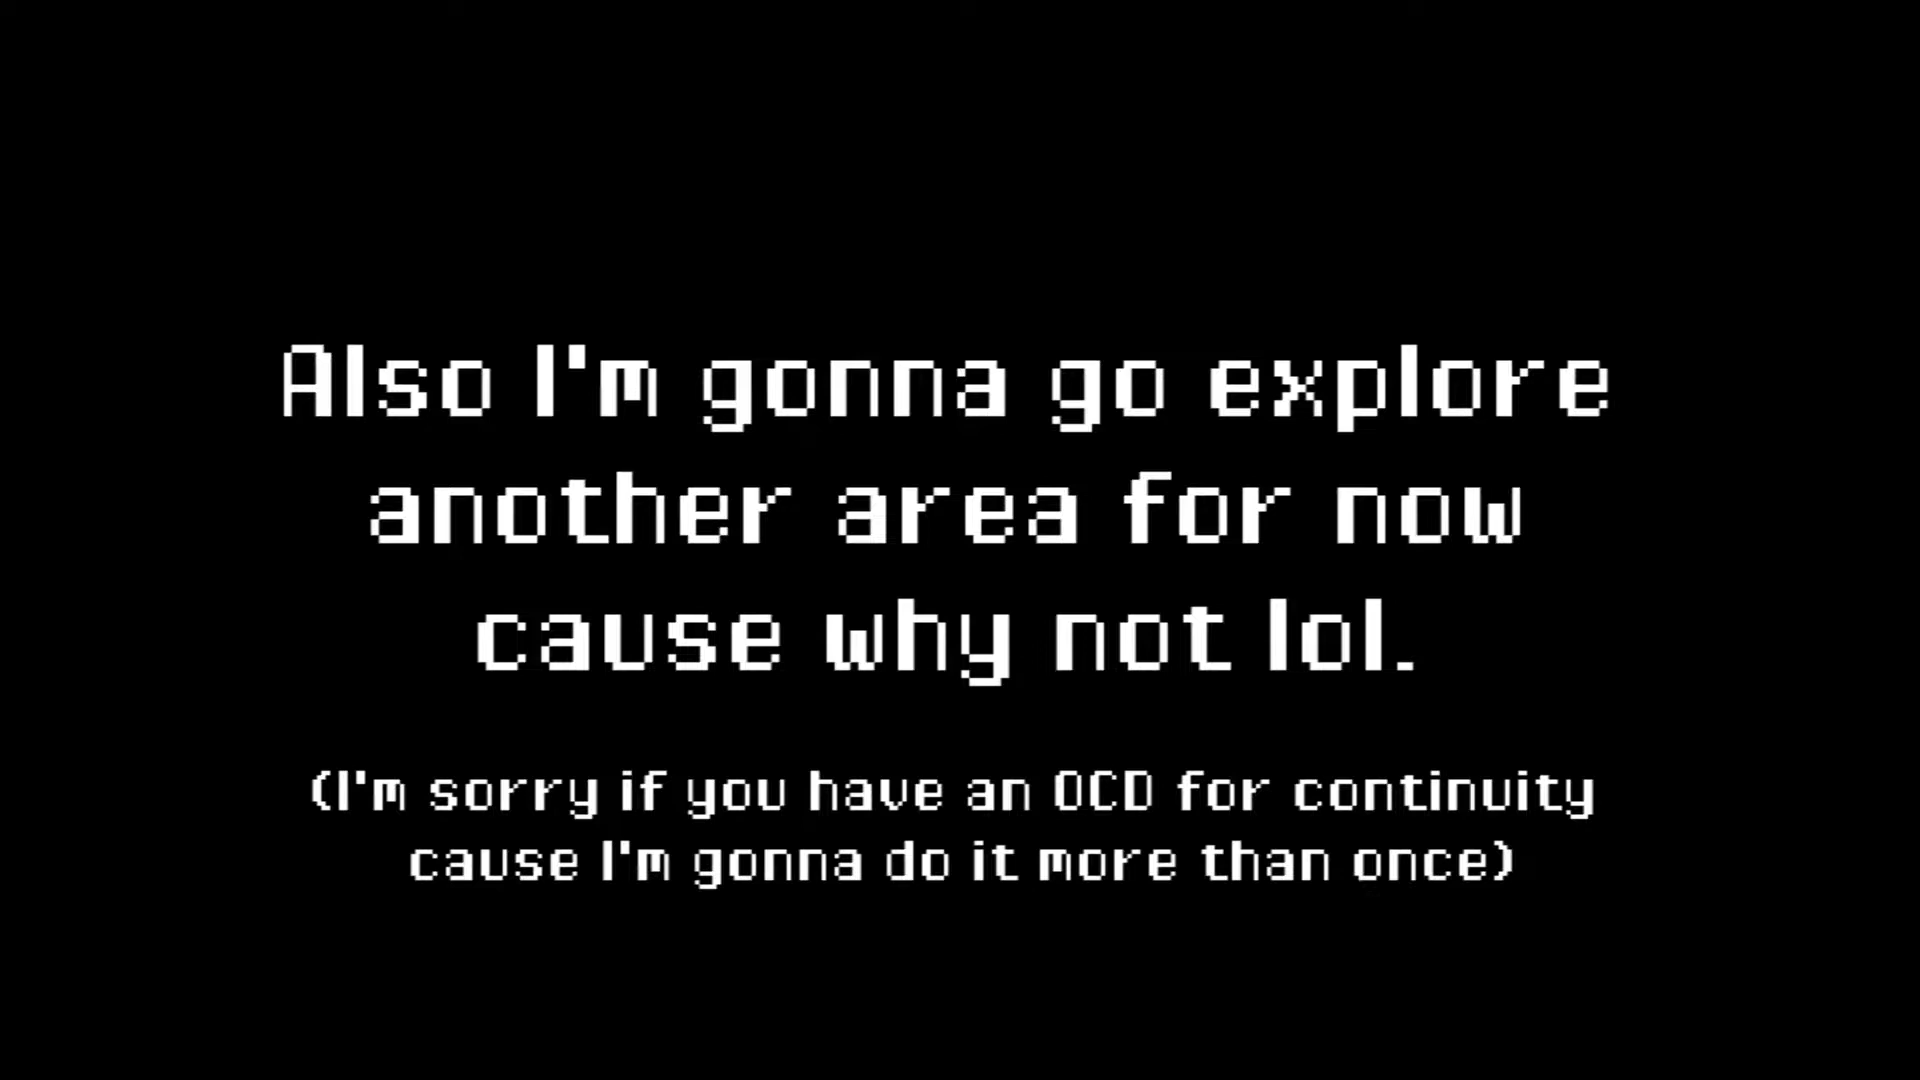 Also I'm gonna go explore
another area for now
cause why not lol.
(I'm sorry if you have an OCD for continuity
cause I'm gonna do it more than once)